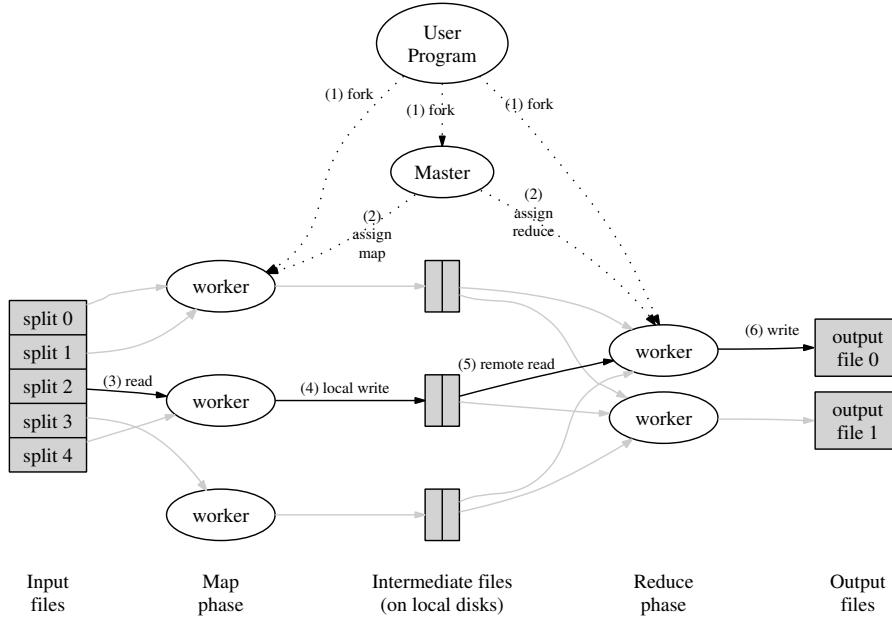 User
Program
(1) fork
(1) fork
(1) fork
Master
(2)
assign
map
(2)
assign
reduce
worker
split 0
split 1
split 2
split 3
split 4
(3) read
worker
(4) local write
worker
(5) remote read
worker
worker
(6) write
output
file 0
output
file 1
Input
files
Map
phase
Intermediate files
(on local disks)
Reduce
phase
Output
files